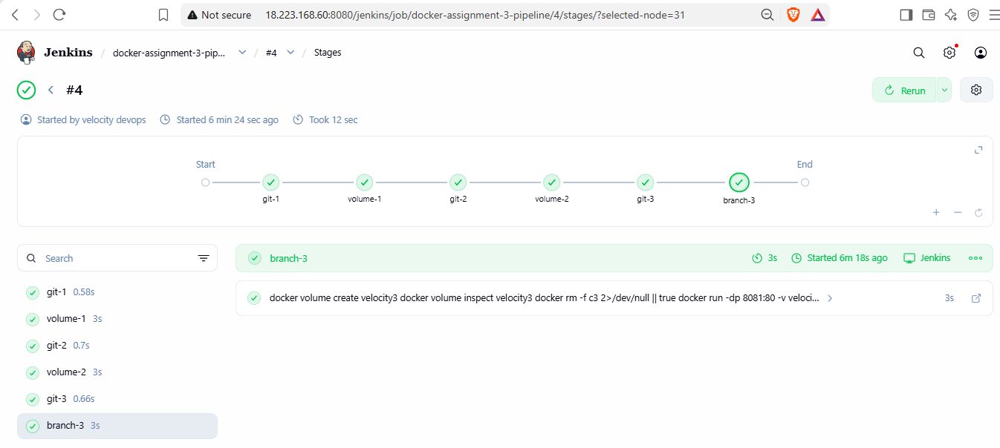 Not secure 18.223.168.60:8080/jenkins/job/docker-assignment-3-pipeline/4/stages/?selected-node=31
Jenkins / docker-assignment-3-pip... / #4 / Stages
#4
Rerun
Started by velocity devops Started 6 min 24 sec ago Took 12 sec
Start End
git-1 volume-1 git-2 volume-2 git-3 branch-3
Search
branch-3 3s Started 6m 18s ago Jenkins
docker volume create velocity3 docker volume inspect velocity3 docker rm -f c3 2>/dev/null || true docker run -dp 8081:80 -v veloci... 3s
git-1 0.58s
volume-1 3s
git-2 0.7s
volume-2 3s
git-3 0.66s
branch-3 3s